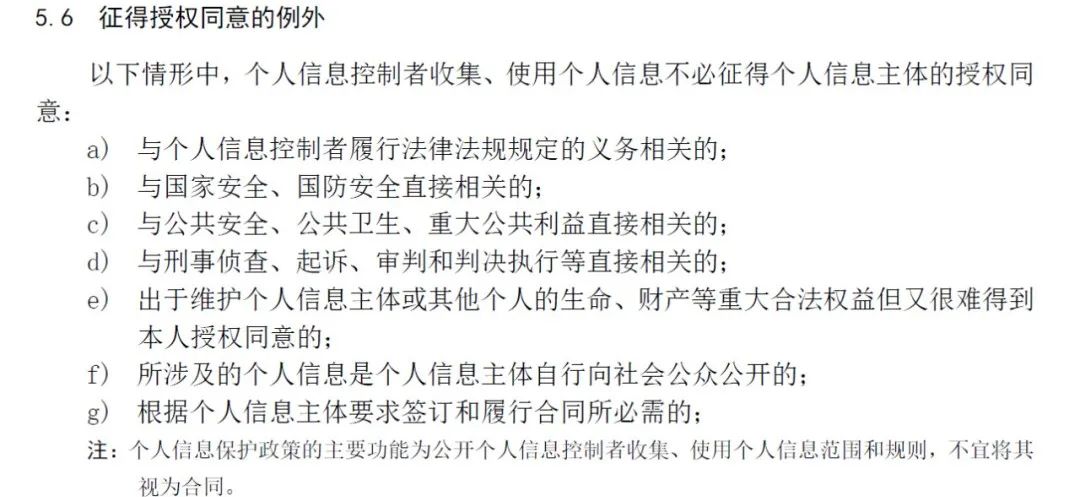 5.6 征得授权同意的例外
以下情形中，个人信息控制者收集、使用个人信息不必征得个人信息主体的授权同
意：
a) 与个人信息控制者履行法律法规规定的义务相关的；
b) 与国家安全、国防安全直接相关的；
c) 与公共安全、公共卫生、重大公共利益直接相关的；
d) 与刑事侦查、起诉、审判和判决执行等直接相关的；
e) 出于维护个人信息主体或其他个人的生命、财产等重大合法权益但又很难得到
本人授权同意的；
f) 所涉及的个人信息是个人信息主体自行向社会公众公开的；
g) 根据个人信息主体要求签订和履行合同所必需的；
注：个人信息保护政策的主要功能为公开个人信息控制者收集、使用个人信息范围和规则，不宜将其
视为合同。